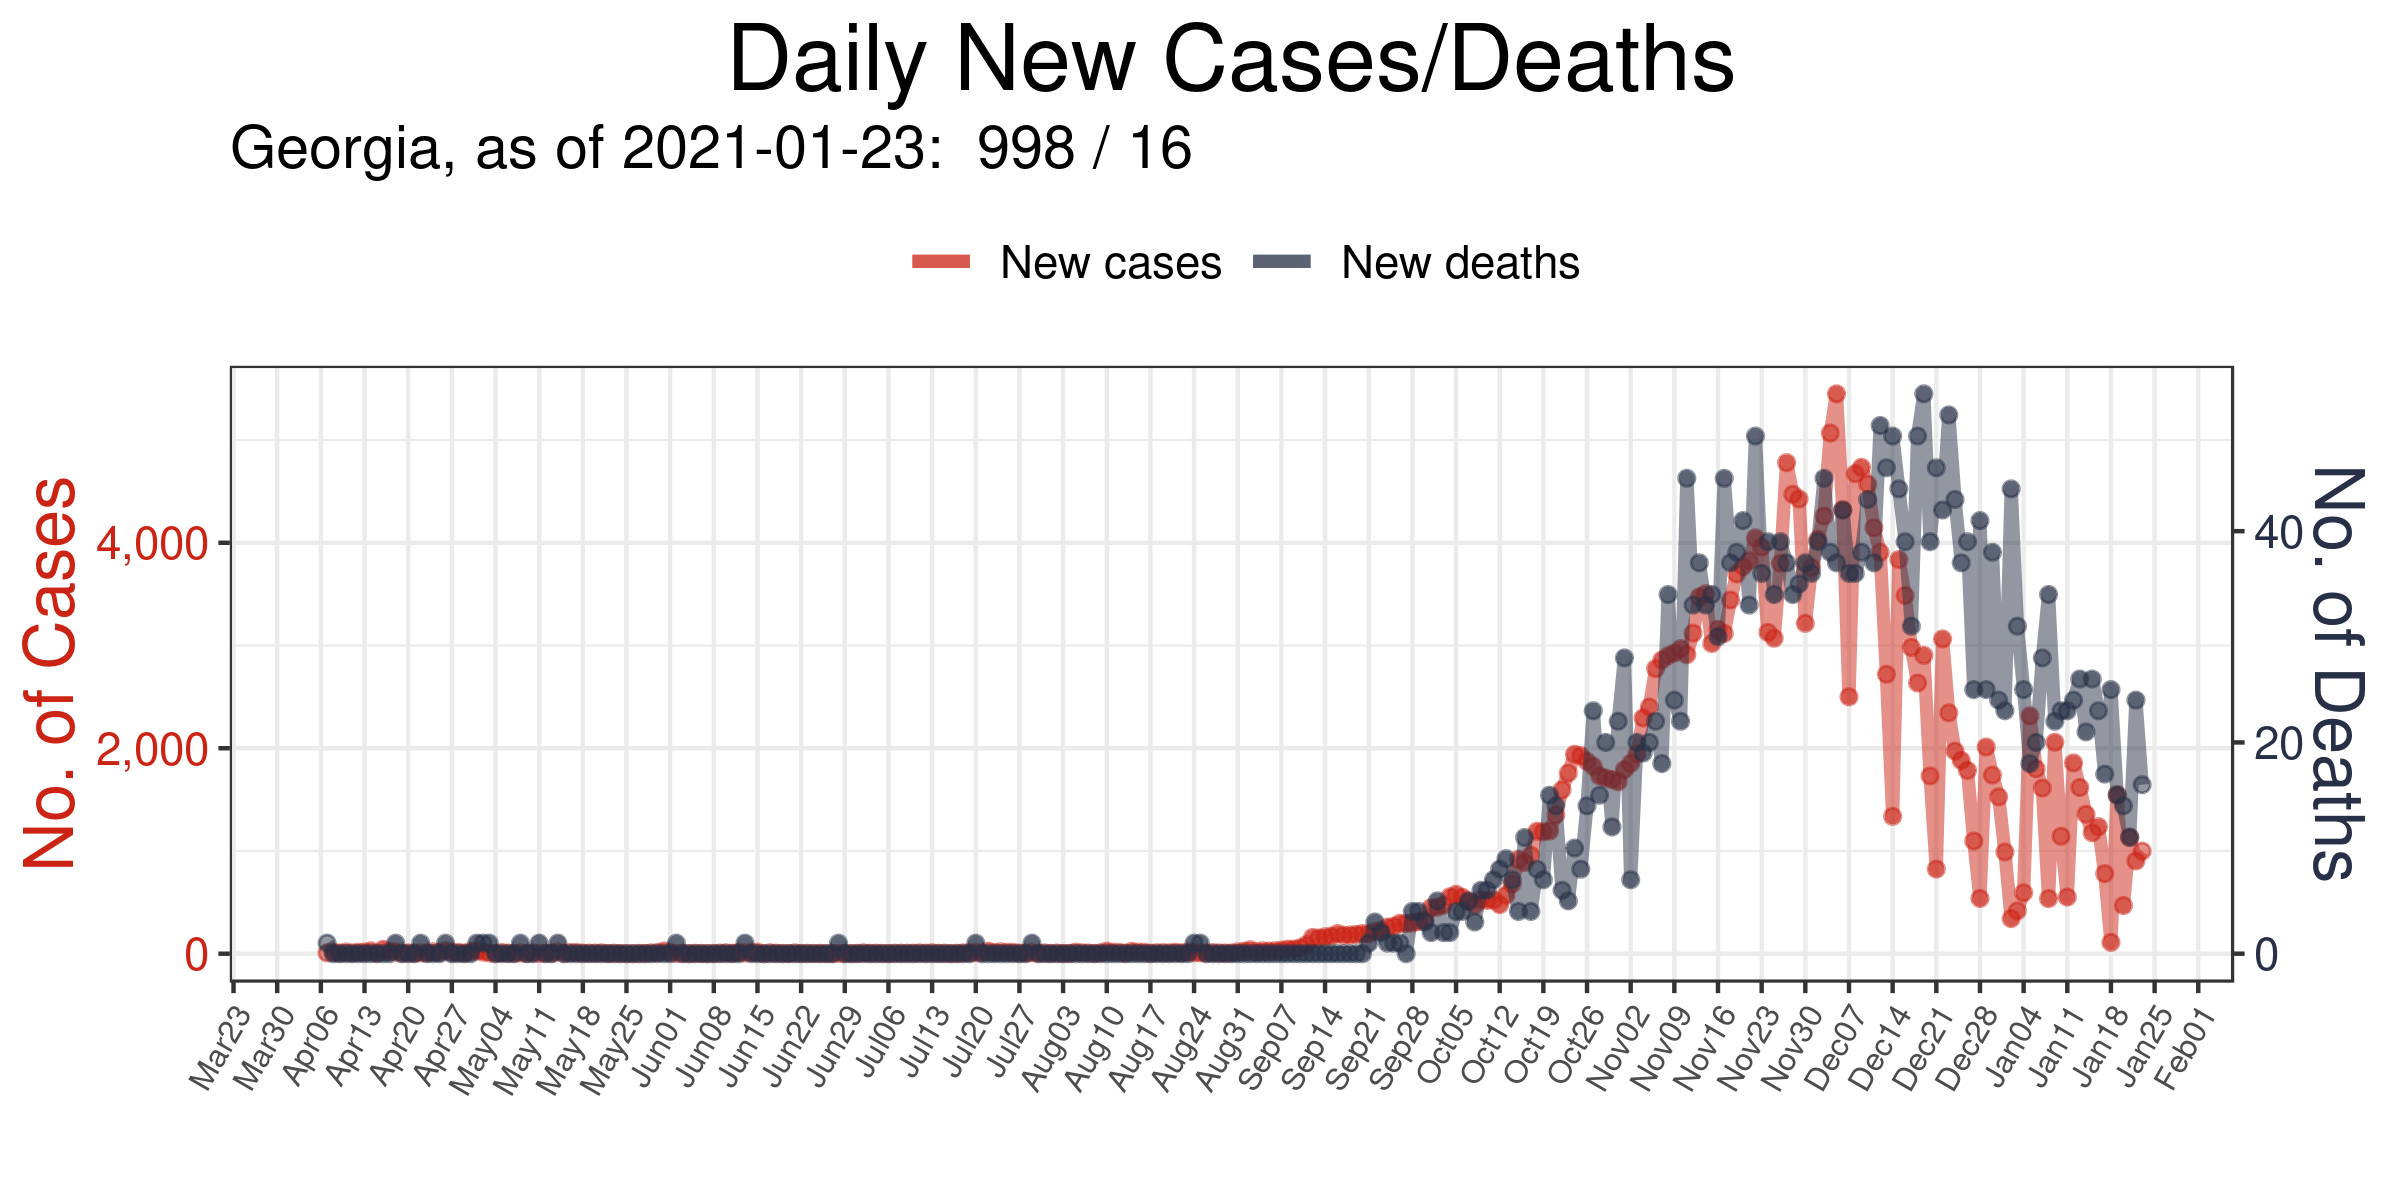 Daily New Cases/Deaths
Georgia, as of 2021-01-23:  998 / 16
New cases New deaths
No. of Cases
4,000
2,000
0
40
20
0
No. of Deaths
Mar23 Mar30 Apr06 Apr13 Apr20 Apr27 May04 May11 May18 May25 Jun01 Jun08 Jun15 Jun22 Jun29 Jul06 Jul13 Jul20 Jul27 Aug03 Aug10 Aug17 Aug24 Aug31 Sep07 Sep14 Sep21 Sep28 Oct05 Oct12 Oct19 Oct26 Nov02 Nov09 Nov16 Nov23 Nov30 Dec07 Dec14 Dec21 Dec28 Jan04 Jan11 Jan18 Jan25 Feb01